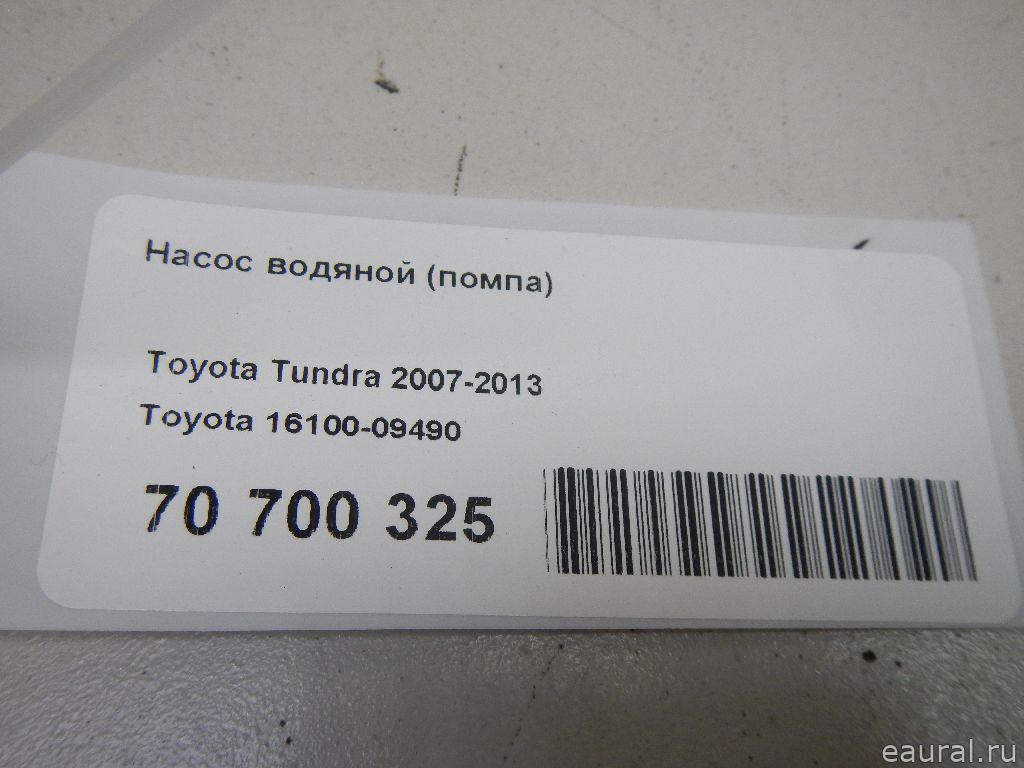 Насос водяной (помпа)
Toyota Tundra 2007-2013
Toyota 16100-09490
70 700 325
eaural.ru